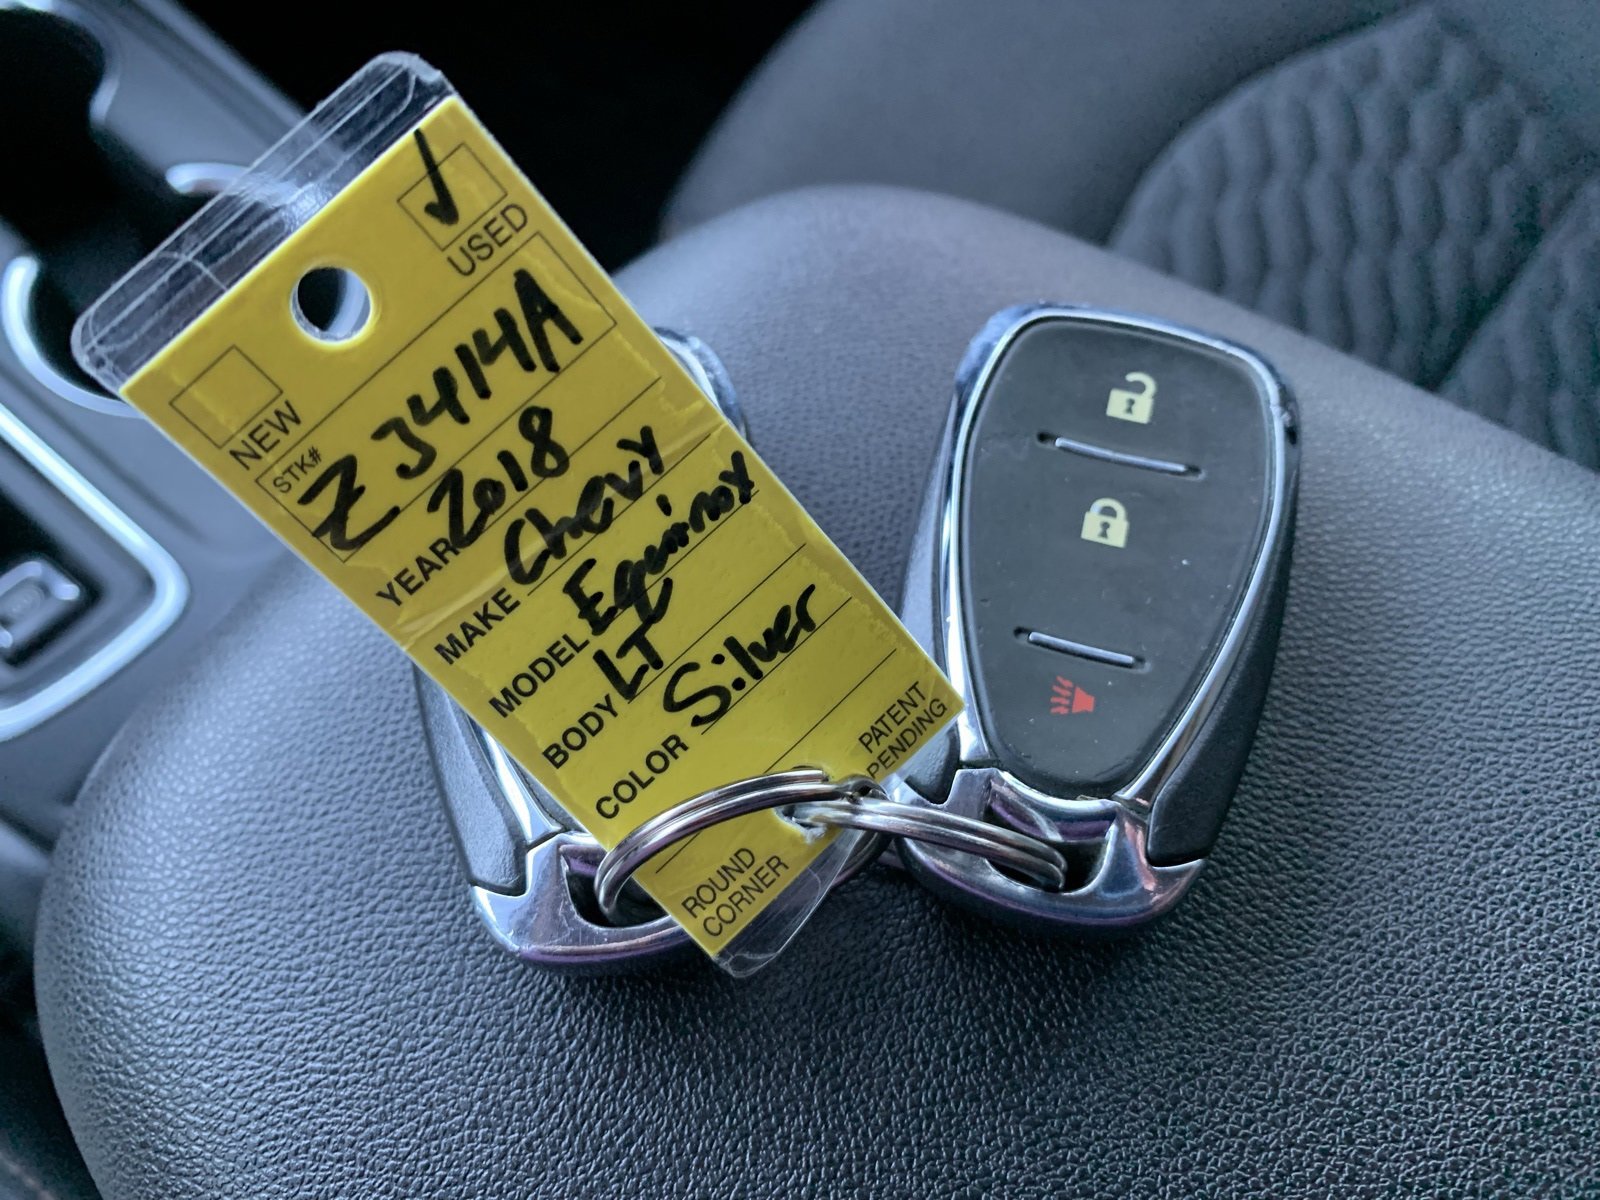 USED
NEW
STK#
Z3414A
YEAR 2018
MAKE Chevy
MODEL Equinox
BODY LT
COLOR Silver
PATENT
PENDING
ROUND
CORNER